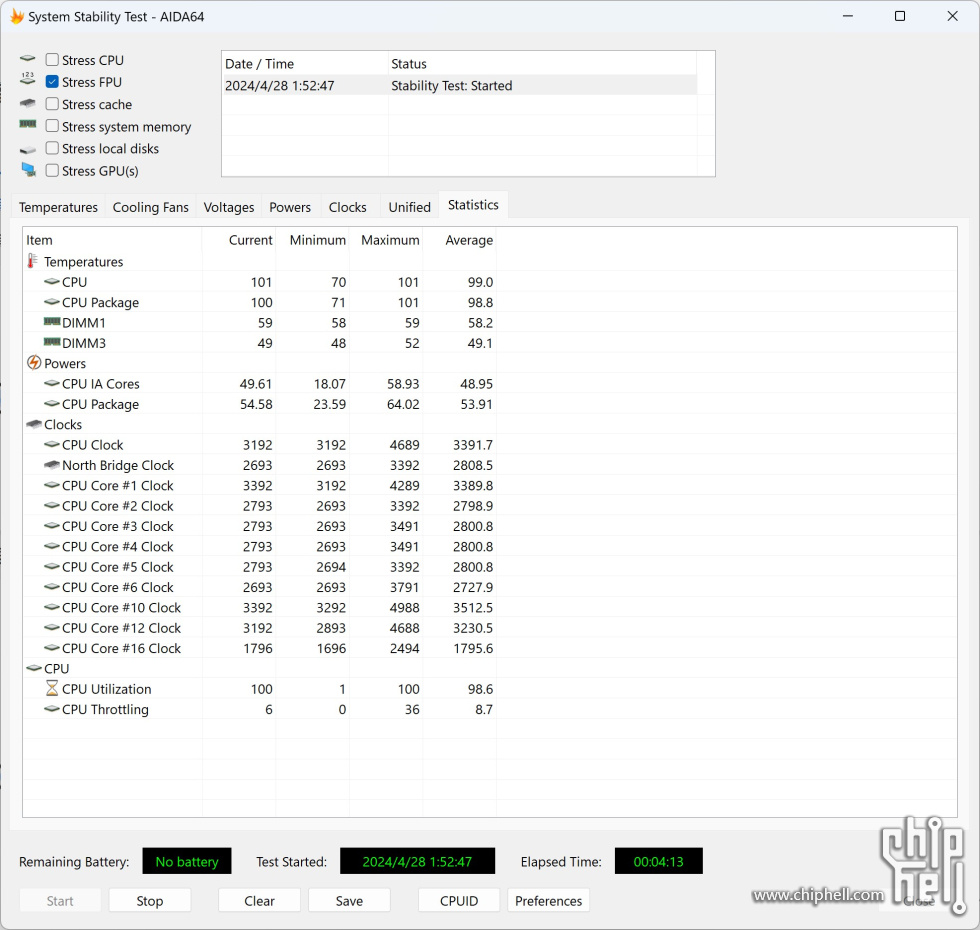 System Stability Test - AIDA64
Stress CPU
123
Stress FPU
Stress cache
Stress system memory
Stress local disks
Stress GPU(s)
Date / Time Status
2024/4/28 1:52:47 Stability Test: Started
Temperatures Cooling Fans Voltages Powers Clocks Unified Statistics
Item Current Minimum Maximum Average
Temperatures
CPU 101 70 101 99.0
CPU Package 100 71 101 98.8
DIMM1 59 58 59 58.2
DIMM3 49 48 52 49.1
Powers
CPU IA Cores 49.61 18.07 58.93 48.95
CPU Package 54.58 23.59 64.02 53.91
Clocks
CPU Clock 3192 3192 4689 3391.7
North Bridge Clock 2693 2693 3392 2808.5
CPU Core #1 Clock 3392 3192 4289 3389.8
CPU Core #2 Clock 2793 2693 3392 2798.9
CPU Core #3 Clock 2793 2693 3491 2800.8
CPU Core #4 Clock 2793 2693 3491 2800.8
CPU Core #5 Clock 2793 2694 3392 2800.8
CPU Core #6 Clock 2693 2693 3791 2727.9
CPU Core #10 Clock 3392 3292 4988 3512.5
CPU Core #12 Clock 3192 2893 4688 3230.5
CPU Core #16 Clock 1796 1696 2494 1795.6
CPU
CPU Utilization 100 1 100 98.6
CPU Throttling 6 0 36 8.7
Remaining Battery: No battery Test Started: 2024/4/28 1:52:47 Elapsed Time: 00:04:13
Start Stop Clear Save CPUID Preferences Close
www.chiphell.com
chip
hell